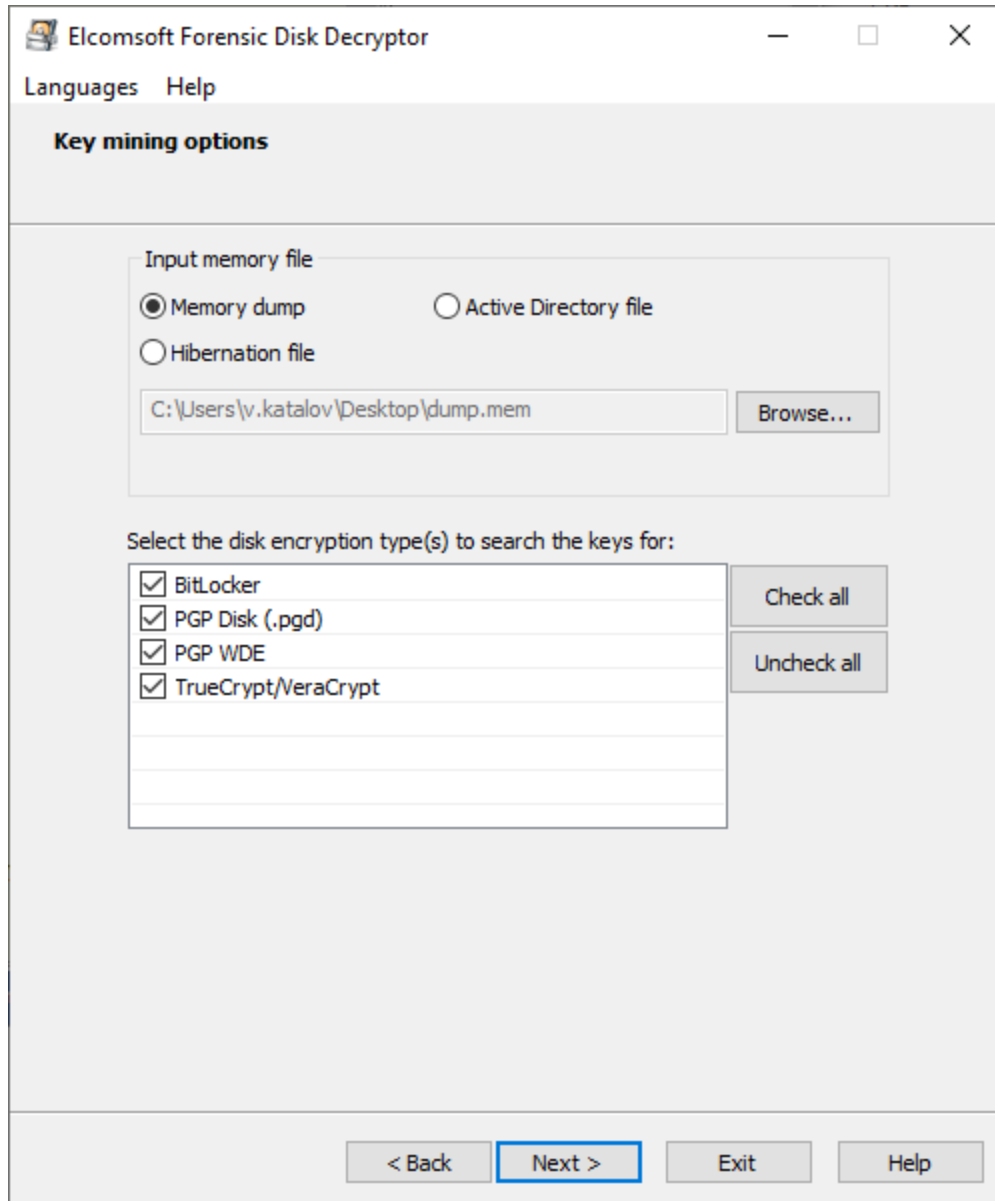 Elcomsoft Forensic Disk Decryptor
Languages Help
Key mining options
Input memory file
Memory dump
Active Directory file
Hibernation file
C:\Users\v.katalov\Desktop\dump.mem
Browse...
Select the disk encryption type(s) to search the keys for:
BitLocker
PGP Disk (.pgd)
PGP WDE
TrueCrypt/VeraCrypt
Check all
Uncheck all
< Back
Next >
Exit
Help